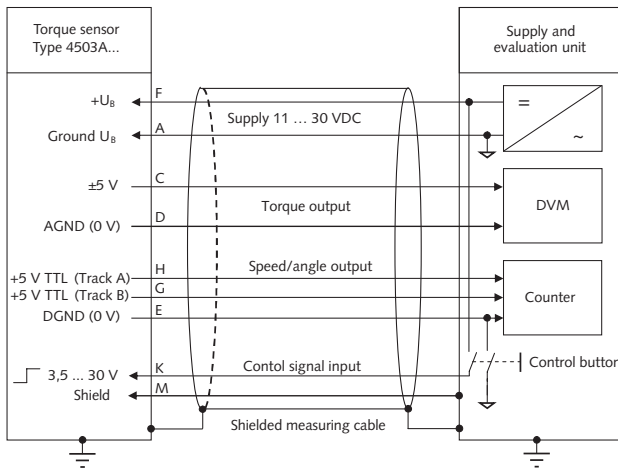 Torque sensor
Type 4503A...
Supply and
evaluation unit
+UB
F
Supply 11 ... 30 VDC
=
~
Ground UB
A
±5 V
C
Torque output
DVM
AGND (0 V)
D
+5 V TTL (Track A)
H
Speed/angle output
+5 V TTL (Track B)
G
Counter
DGND (0 V)
E
3,5 ... 30 V
K
Contol signal input
Control button
Shield
M
Shielded measuring cable